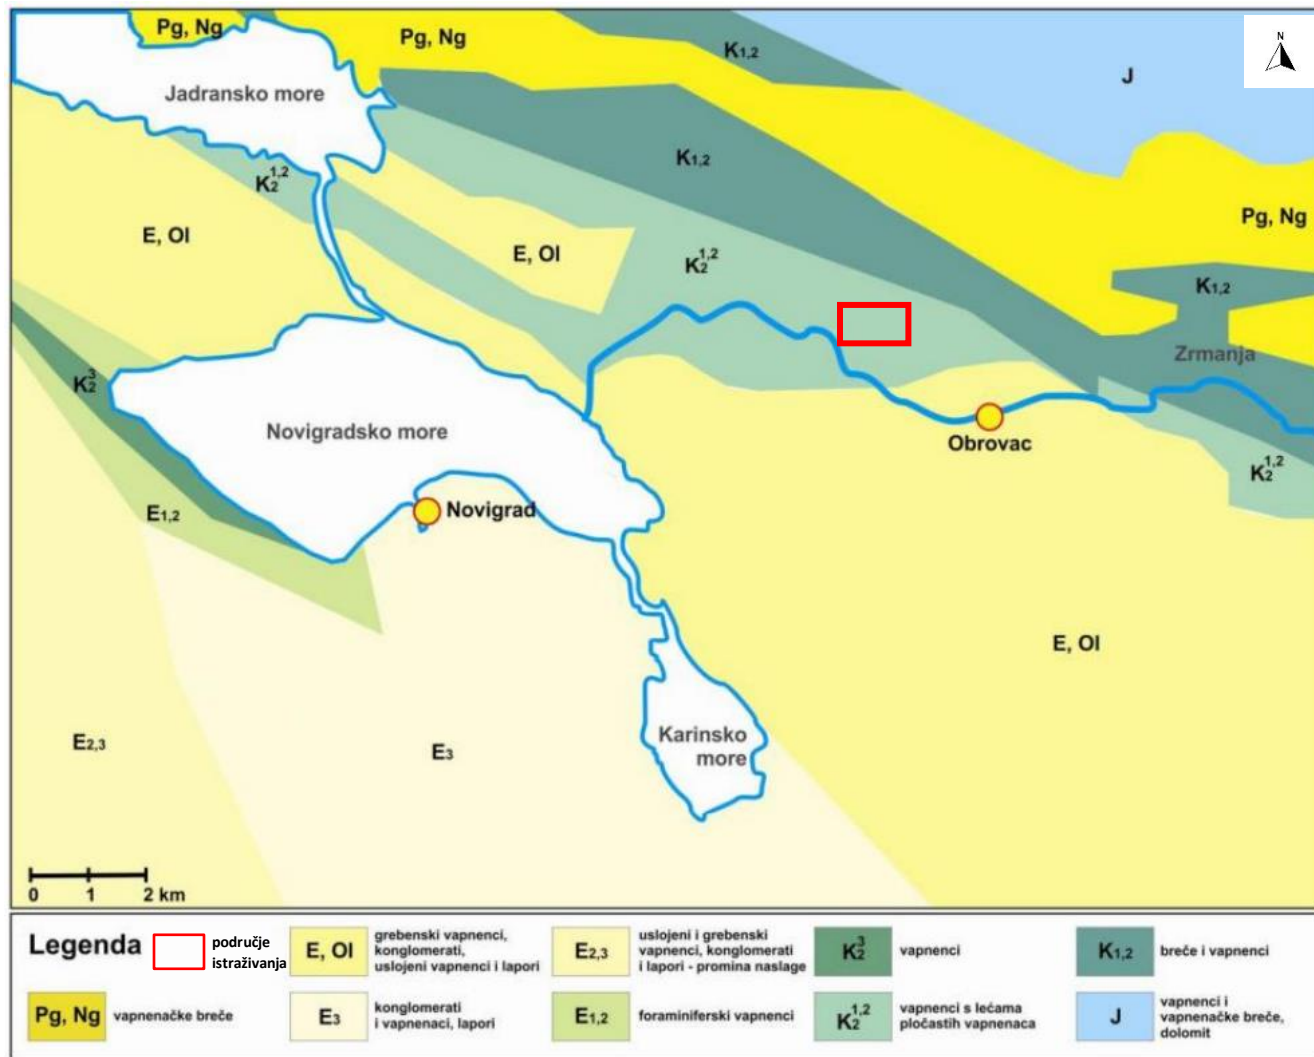 Pg, Ng
Pg, Ng
K1,2
N
J
Jadransko more
K1,2
K2 1,2
Pg, Ng
E, Ol
E, Ol
K2 1,2
K1,2
Zrmanja
K2 3
Novigradsko more
Obrovac
K2 1,2
E1,2
Novigrad
E, Ol
Karinsko
more
E2,3
E3
0 1 2 km
Legenda
područje
istraživanja
E, Ol
grebenski vapnenci,
konglomerati,
uslojeni vapnenci i lapori
E2,3
uslojeni i grebenski
vapnenci, konglomerati
i lapori - promina naslage
K2 3
vapnenci
K1,2
breče i vapnenci
Pg, Ng
vapnenačke breče
E3
konglomerati
i vapnenaci, lapori
E1,2
foraminiferski vapnenci
K2 1,2
vapnenci s lećama
pločastih vapnenaca
J
vapnenci i
vapnenačke breče,
dolomit